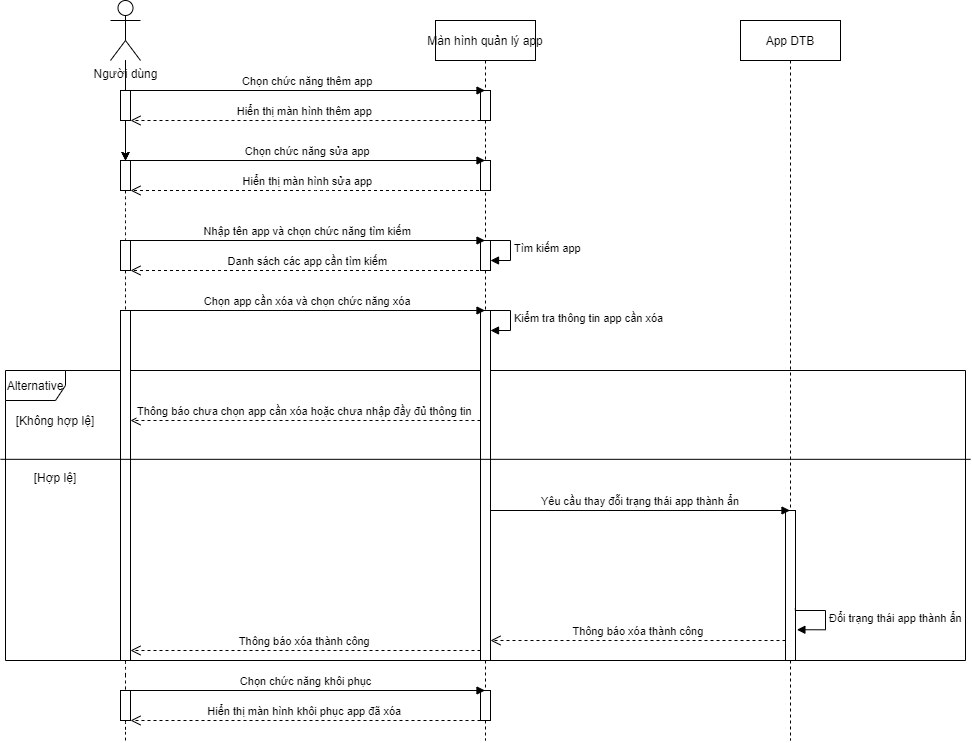 Màn hình quản lý app
App DTB
Người dùng
Chọn chức năng thêm app
Hiển thị màn hình thêm app
Chọn chức năng sửa app
Hiển thị màn hình sửa app
Nhập tên app và chọn chức năng tìm kiếm
Tìm kiếm app
Danh sách các app cần tìm kiếm
Chọn app cần xóa và chọn chức năng xóa
Kiểm tra thông tin app cần xóa
Alternative
Thông báo chưa chọn app cần xóa hoặc chưa nhập đầy đủ thông tin
[Không hợp lệ]
[Hợp lệ]
Yêu cầu thay đổi trạng thái app thành ẩn
Đổi trạng thái app thành ẩn
Thông báo xóa thành công
Thông báo xóa thành công
Chọn chức năng khôi phục
Hiển thị màn hình khôi phục app đã xóa